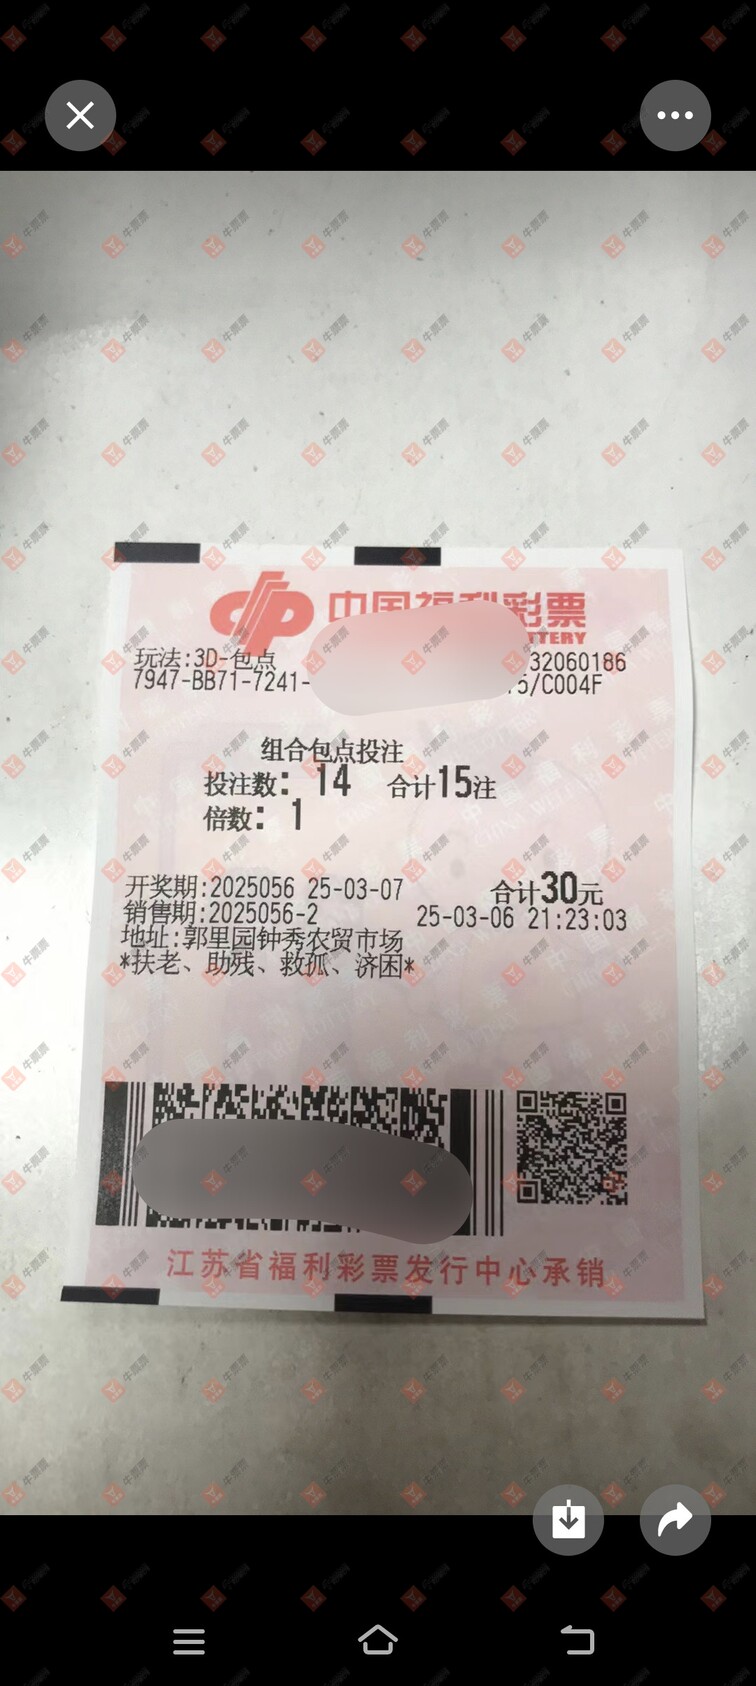 中国福利彩票
TTERY
玩法:3D-包点
32060186
7947-BB71-7241-
5/C004F
组合包点投注
投注数: 14 合计15注
倍数: 1
开奖期:2025056 25-03-07 合计30元
销售期:2025056-2 25-03-06 21:23:03
地址:郭里园钟秀农贸市场
*扶老、助残、救孤、济困*
江苏省福利彩票发行中心承销
牛票票